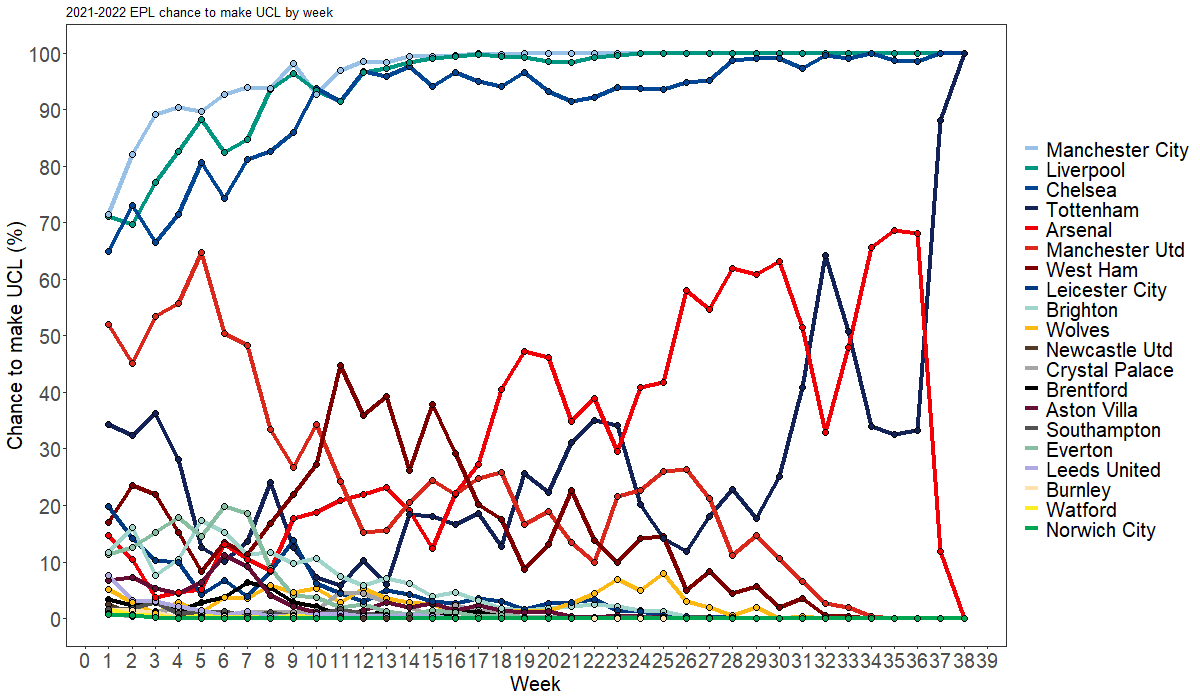 2021-2022 EPL chance to make UCL by week
Chance to make UCL (%)
100
90
80
70
60
50
40
30
20
10
0
0 1 2 3 4 5 6 7 8 9 10 11 12 13 14 15 16 17 18 19 20 21 22 23 24 25 26 27 28 29 30 31 32 33 34 35 36 37 38 39
Week
Manchester City
Liverpool
Chelsea
Tottenham
Arsenal
Manchester Utd
West Ham
Leicester City
Brighton
Wolves
Newcastle Utd
Crystal Palace
Brentford
Aston Villa
Southampton
Everton
Leeds United
Burnley
Watford
Norwich City